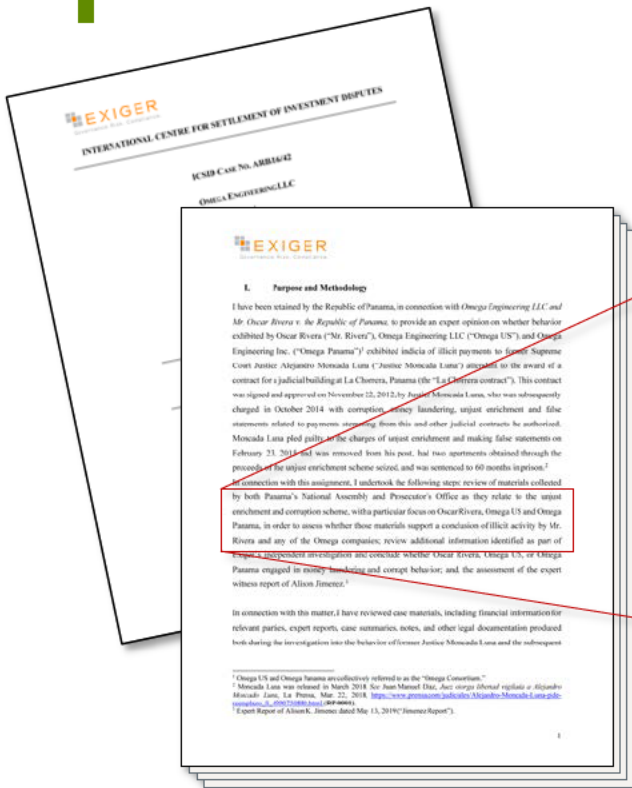 EXIGER
Governance. Risk. Compliance.
INTERNATIONAL CENTRE FOR SETTLEMENT OF INVESTMENT DISPUTES
ICSID CASE NO. ARB16/42
OMEGA ENGINEERING LLC
EXIGER
Governance. Risk. Compliance.
I. Purpose and Methodology
I have been retained by the Republic of Panama, in connection with Omega Engineering LLC and
Mr. Oscar Rivera v. the Republic of Panama, to provide an expert opinion on whether behavior
exhibited by Oscar Rivera ("Mr. Rivera"), Omega Engineering LLC ("Omega US") and Omega
Engineering Inc. ("Omega Panama")¹ exhibited indicia of illicit payments to former Supreme
Court Justice Alejandro Moncada Luna ("Justice Moncada Luna") attendant to the award of a
contract for a judicial building at La Chorrera, Panama (the "La Chorrera contract"). This contract
was signed and approved on November 22, 2012, by Justice Moncada Luna, who was subsequently
charged in October 2014 with corruption, money laundering, unjust enrichment and false
statements related to payments stemming from this and other judicial contracts he authorized.
Moncada Luna pled guilty to the charges of unjust enrichment and making false statements on
February 23, 2015 and was removed from his post, had two apartments obtained through the
proceeds of the unjust enrichment scheme seized, and was sentenced to 60 months in prison.²
In connection with this assignment, I undertook the following steps: review of materials collected
by both Panama's National Assembly and Prosecutor's Office as they relate to the unjust
enrichment and corruption scheme, with a particular focus on Oscar Rivera, Omega US and Omega
Panama, in order to assess whether those materials support a conclusion of illicit activity by Mr.
Rivera and any of the Omega companies; review additional information identified as part of
Exiger's independent investigation and conclude whether Oscar Rivera, Omega US, or Omega
Panama engaged in money laundering and corrupt behavior; and, the assessment of the expert
witness report of Alison Jimenez.³
In connection with this matter, I have reviewed case materials, including financial information for
relevant parties, expert reports, case summaries, notes, and other legal documentation produced
both during the investigation into the behavior of former Justice Moncada Luna and the subsequent
¹ Omega US and Omega Panama are collectively referred to as the "Omega Consortium."
² Moncada Luna was released in March 2018. See Juan Manuel Díaz, Juez otorga libertad vigilada a Alejandro
Moncada Luna, La Prensa, Mar. 22, 2018,
³ Expert Report of Alison K. Jimenez dated May 13, 2019 ("Jimenez Report").
1